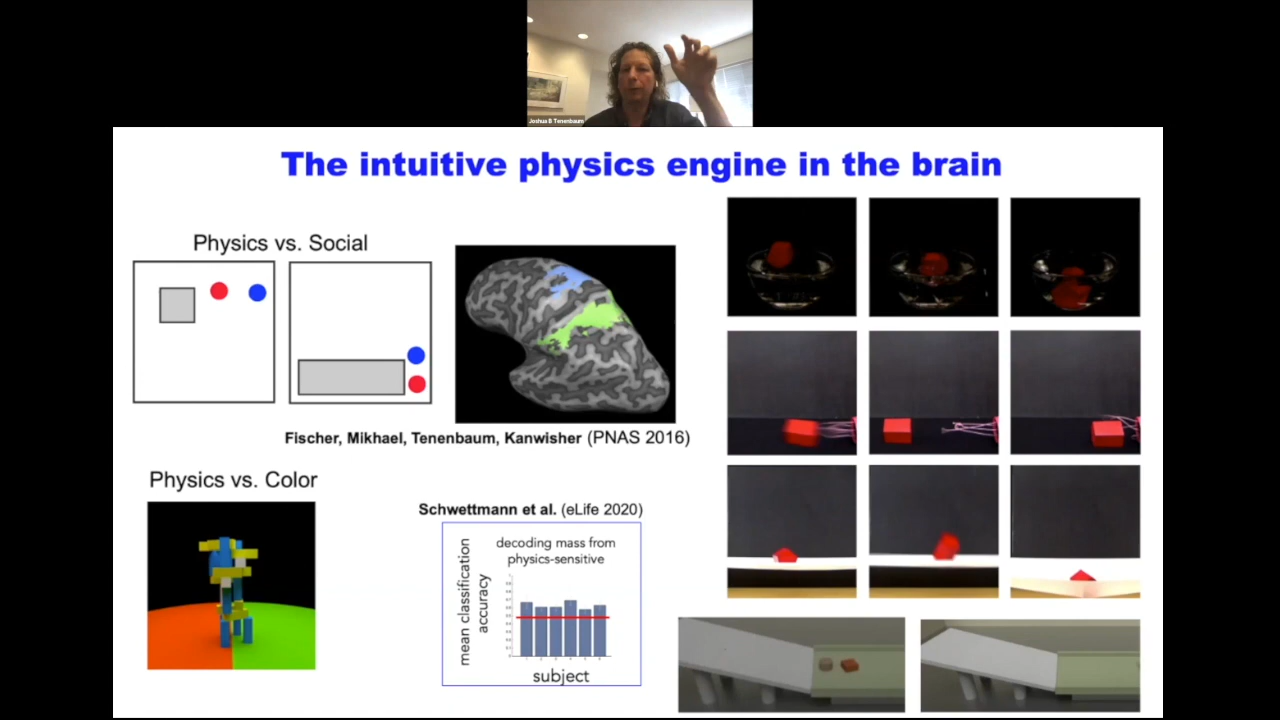 Joshua B Tenenbaum
The intuitive physics engine in the brain
Physics vs. Social
Fischer, Mikhael, Tenenbaum, Kanwisher (PNAS 2016)
Physics vs. Color
Schwettmann et al. (eLife 2020)
decoding mass from
physics-sensitive
mean classification
accuracy
subject